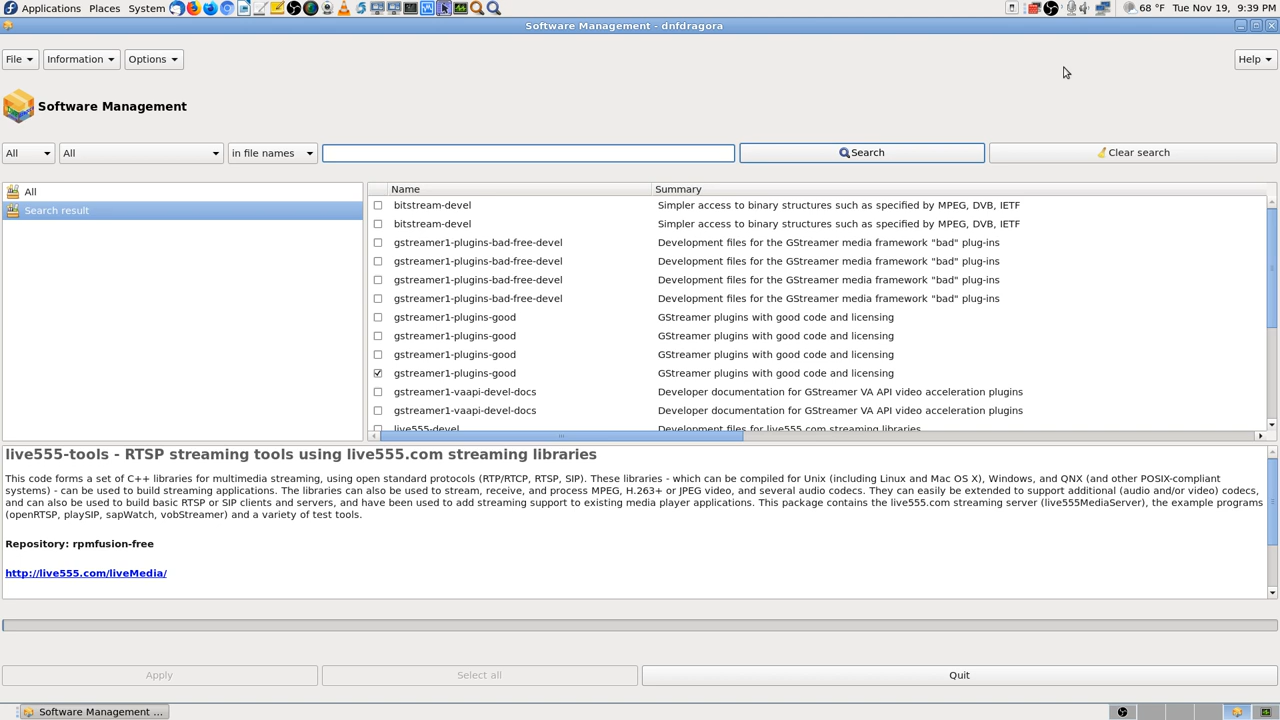 Applications Places System 68 °F Tue Nov 19, 9:39 PM
Software Management - dnfdragora
File Information Options Help
Software Management
All All in file names Search Clear search
All
Search result
Name Summary
bitstream-devel Simpler access to binary structures such as specified by MPEG, DVB, IETF
bitstream-devel Simpler access to binary structures such as specified by MPEG, DVB, IETF
gstreamer1-plugins-bad-free-devel Development files for the GStreamer media framework "bad" plug-ins
gstreamer1-plugins-bad-free-devel Development files for the GStreamer media framework "bad" plug-ins
gstreamer1-plugins-bad-free-devel Development files for the GStreamer media framework "bad" plug-ins
gstreamer1-plugins-bad-free-devel Development files for the GStreamer media framework "bad" plug-ins
gstreamer1-plugins-good GStreamer plugins with good code and licensing
gstreamer1-plugins-good GStreamer plugins with good code and licensing
gstreamer1-plugins-good GStreamer plugins with good code and licensing
gstreamer1-plugins-good GStreamer plugins with good code and licensing
gstreamer1-vaapi-devel-docs Developer documentation for GStreamer VA API video acceleration plugins
gstreamer1-vaapi-devel-docs Developer documentation for GStreamer VA API video acceleration plugins
live555-devel Development files for live555.com streaming libraries
live555-tools - RTSP streaming tools using live555.com streaming libraries
This code forms a set of C++ libraries for multimedia streaming, using open standard protocols (RTP/RTCP, RTSP, SIP). These libraries - which can be compiled for Unix (including Linux and Mac OS X), Windows, and QNX (and other POSIX-compliant
systems) - can be used to build streaming applications. The libraries can also be used to stream, receive, and process MPEG, H.263+ or JPEG video, and several audio codecs. They can easily be extended to support additional (audio and/or video) codecs,
and can also be used to build basic RTSP or SIP clients and servers, and have been used to add streaming support to existing media player applications. This package contains the live555.com streaming server (live555MediaServer), the example programs
(openRTSP, playSIP, sapWatch, vobStreamer) and a variety of test tools.
Repository: rpmfusion-free
http://live555.com/liveMedia/
Apply Select all Quit
Software Management ...